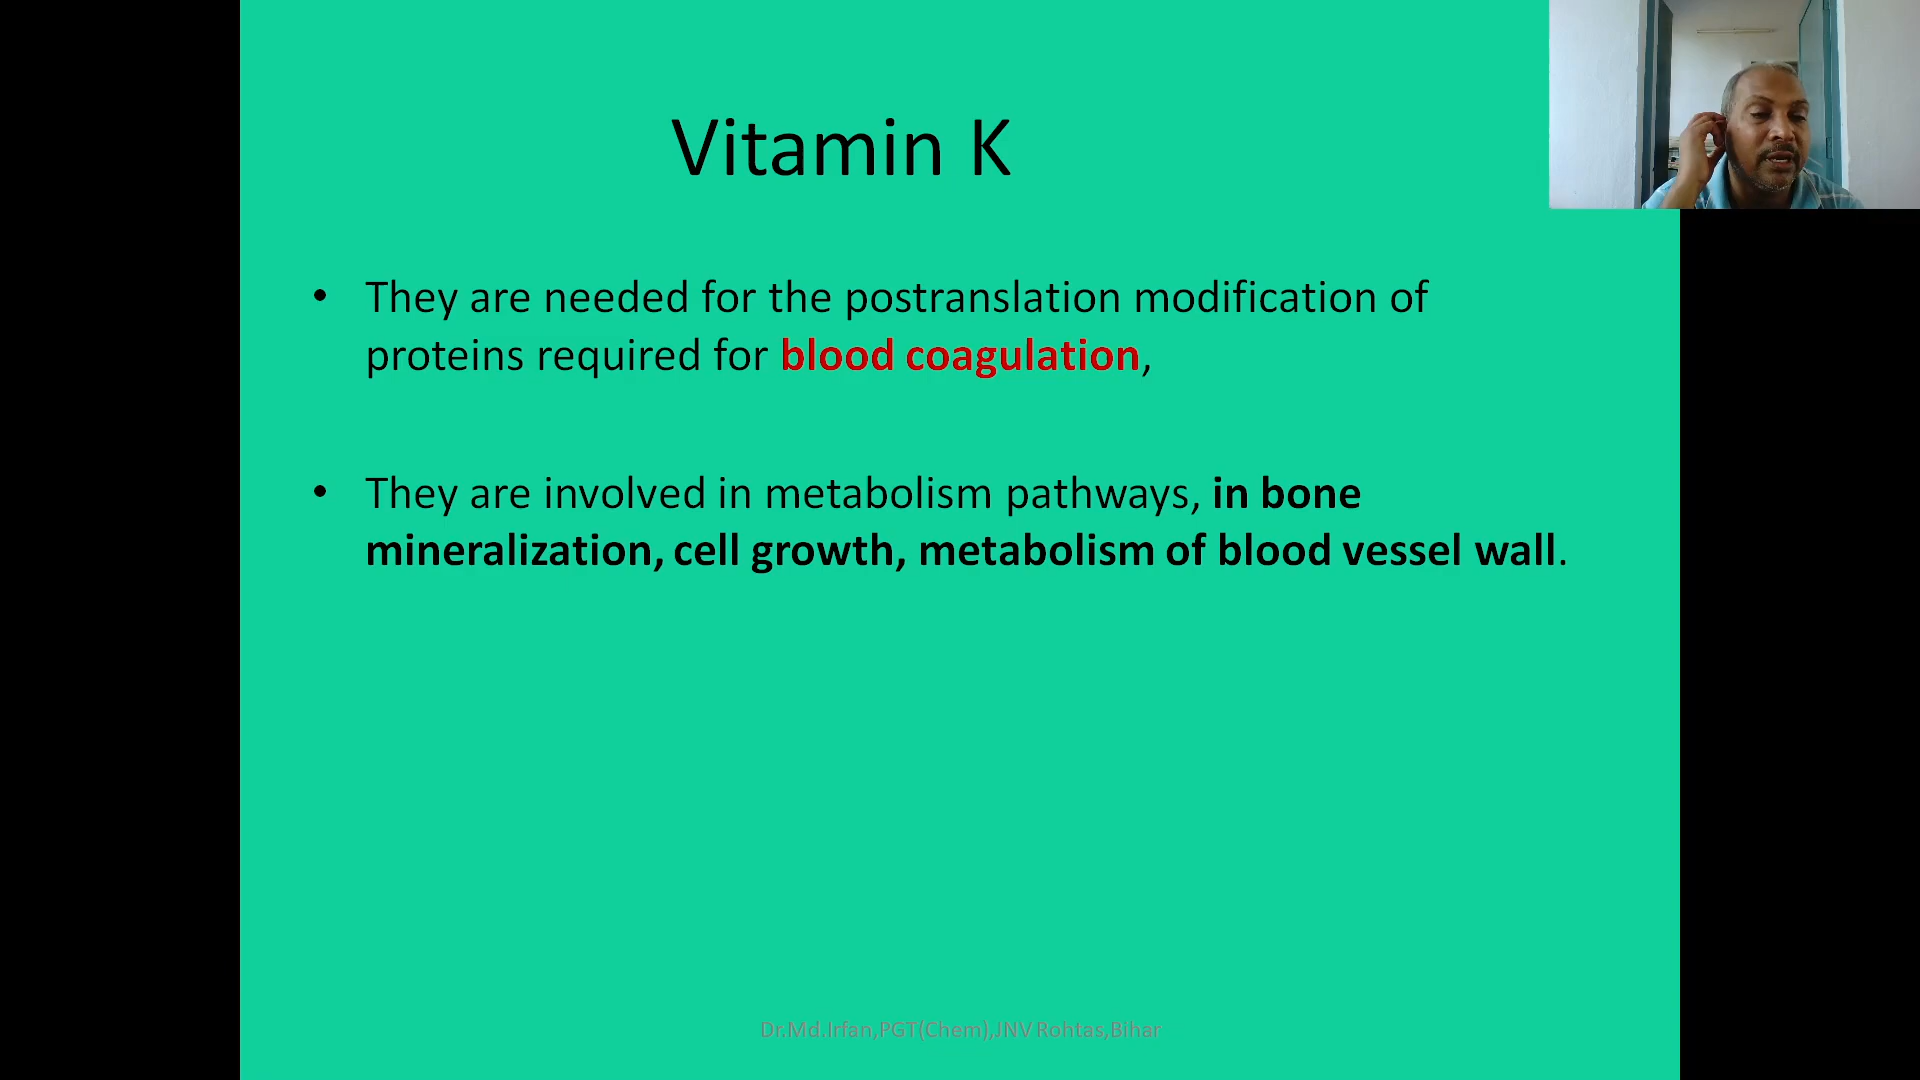 Vitamin K
• They are needed for the postranslation modification of
proteins required for blood coagulation,
• They are involved in metabolism pathways, in bone
mineralization, cell growth, metabolism of blood vessel wall.
Dr.Md.Irfan,PGT(Chem),JNV Rohtas,Bihar